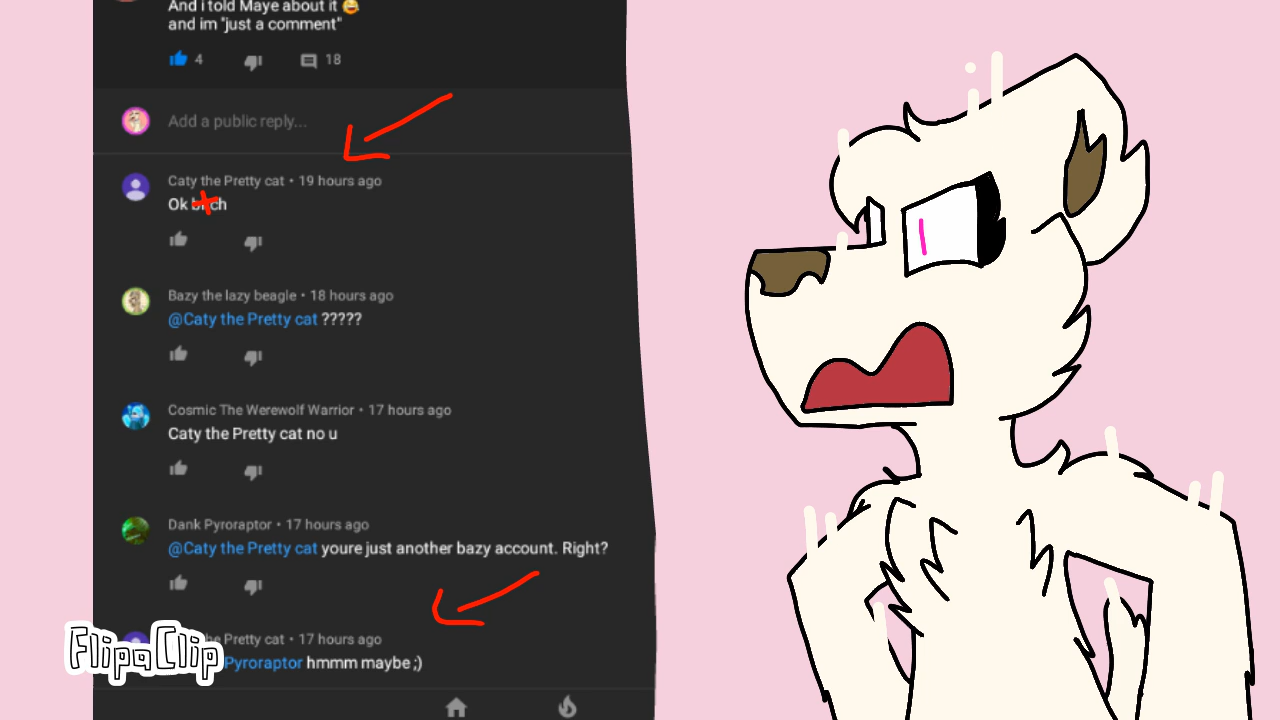 And i told Maye about it 😂
and im "just a comment"
4
18
Add a public reply...
Caty the Pretty cat • 19 hours ago
Ok
Bazy the lazy beagle • 18 hours ago
@Caty the Pretty cat ?????
Cosmic The Werewolf Warrior • 17 hours ago
Caty the Pretty cat no u
Dank Pyroraptor • 17 hours ago
@Caty the Pretty cat youre just another bazy account. Right?
the Pretty cat • 17 hours ago
Pyroraptor hmmm maybe ;)
FlipaClip